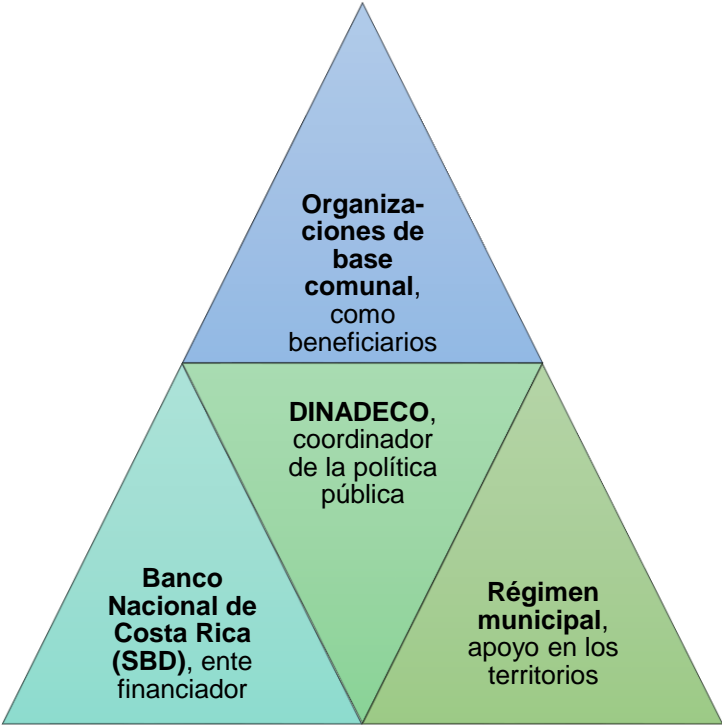 Organiza-
ciones de
base
comunal,
como
beneficiarios
DINADECO,
coordinador
de la política
pública
Banco
Nacional de
Costa Rica
(SBD), ente
financiador
Régimen
municipal,
apoyo en los
territorios